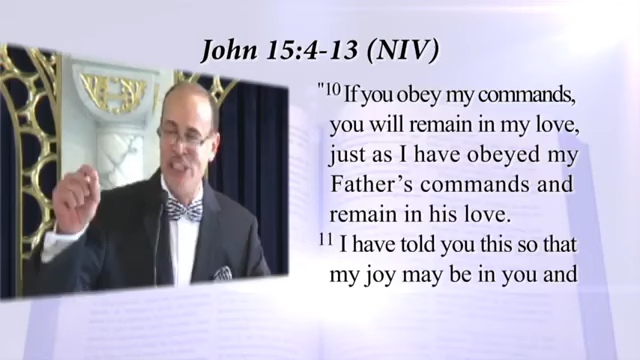 John 15:4-13 (NIV)
"10 If you obey my commands,
you will remain in my love,
just as I have obeyed my
Father's commands and
remain in his love.
11 I have told you this so that
my joy may be in you and